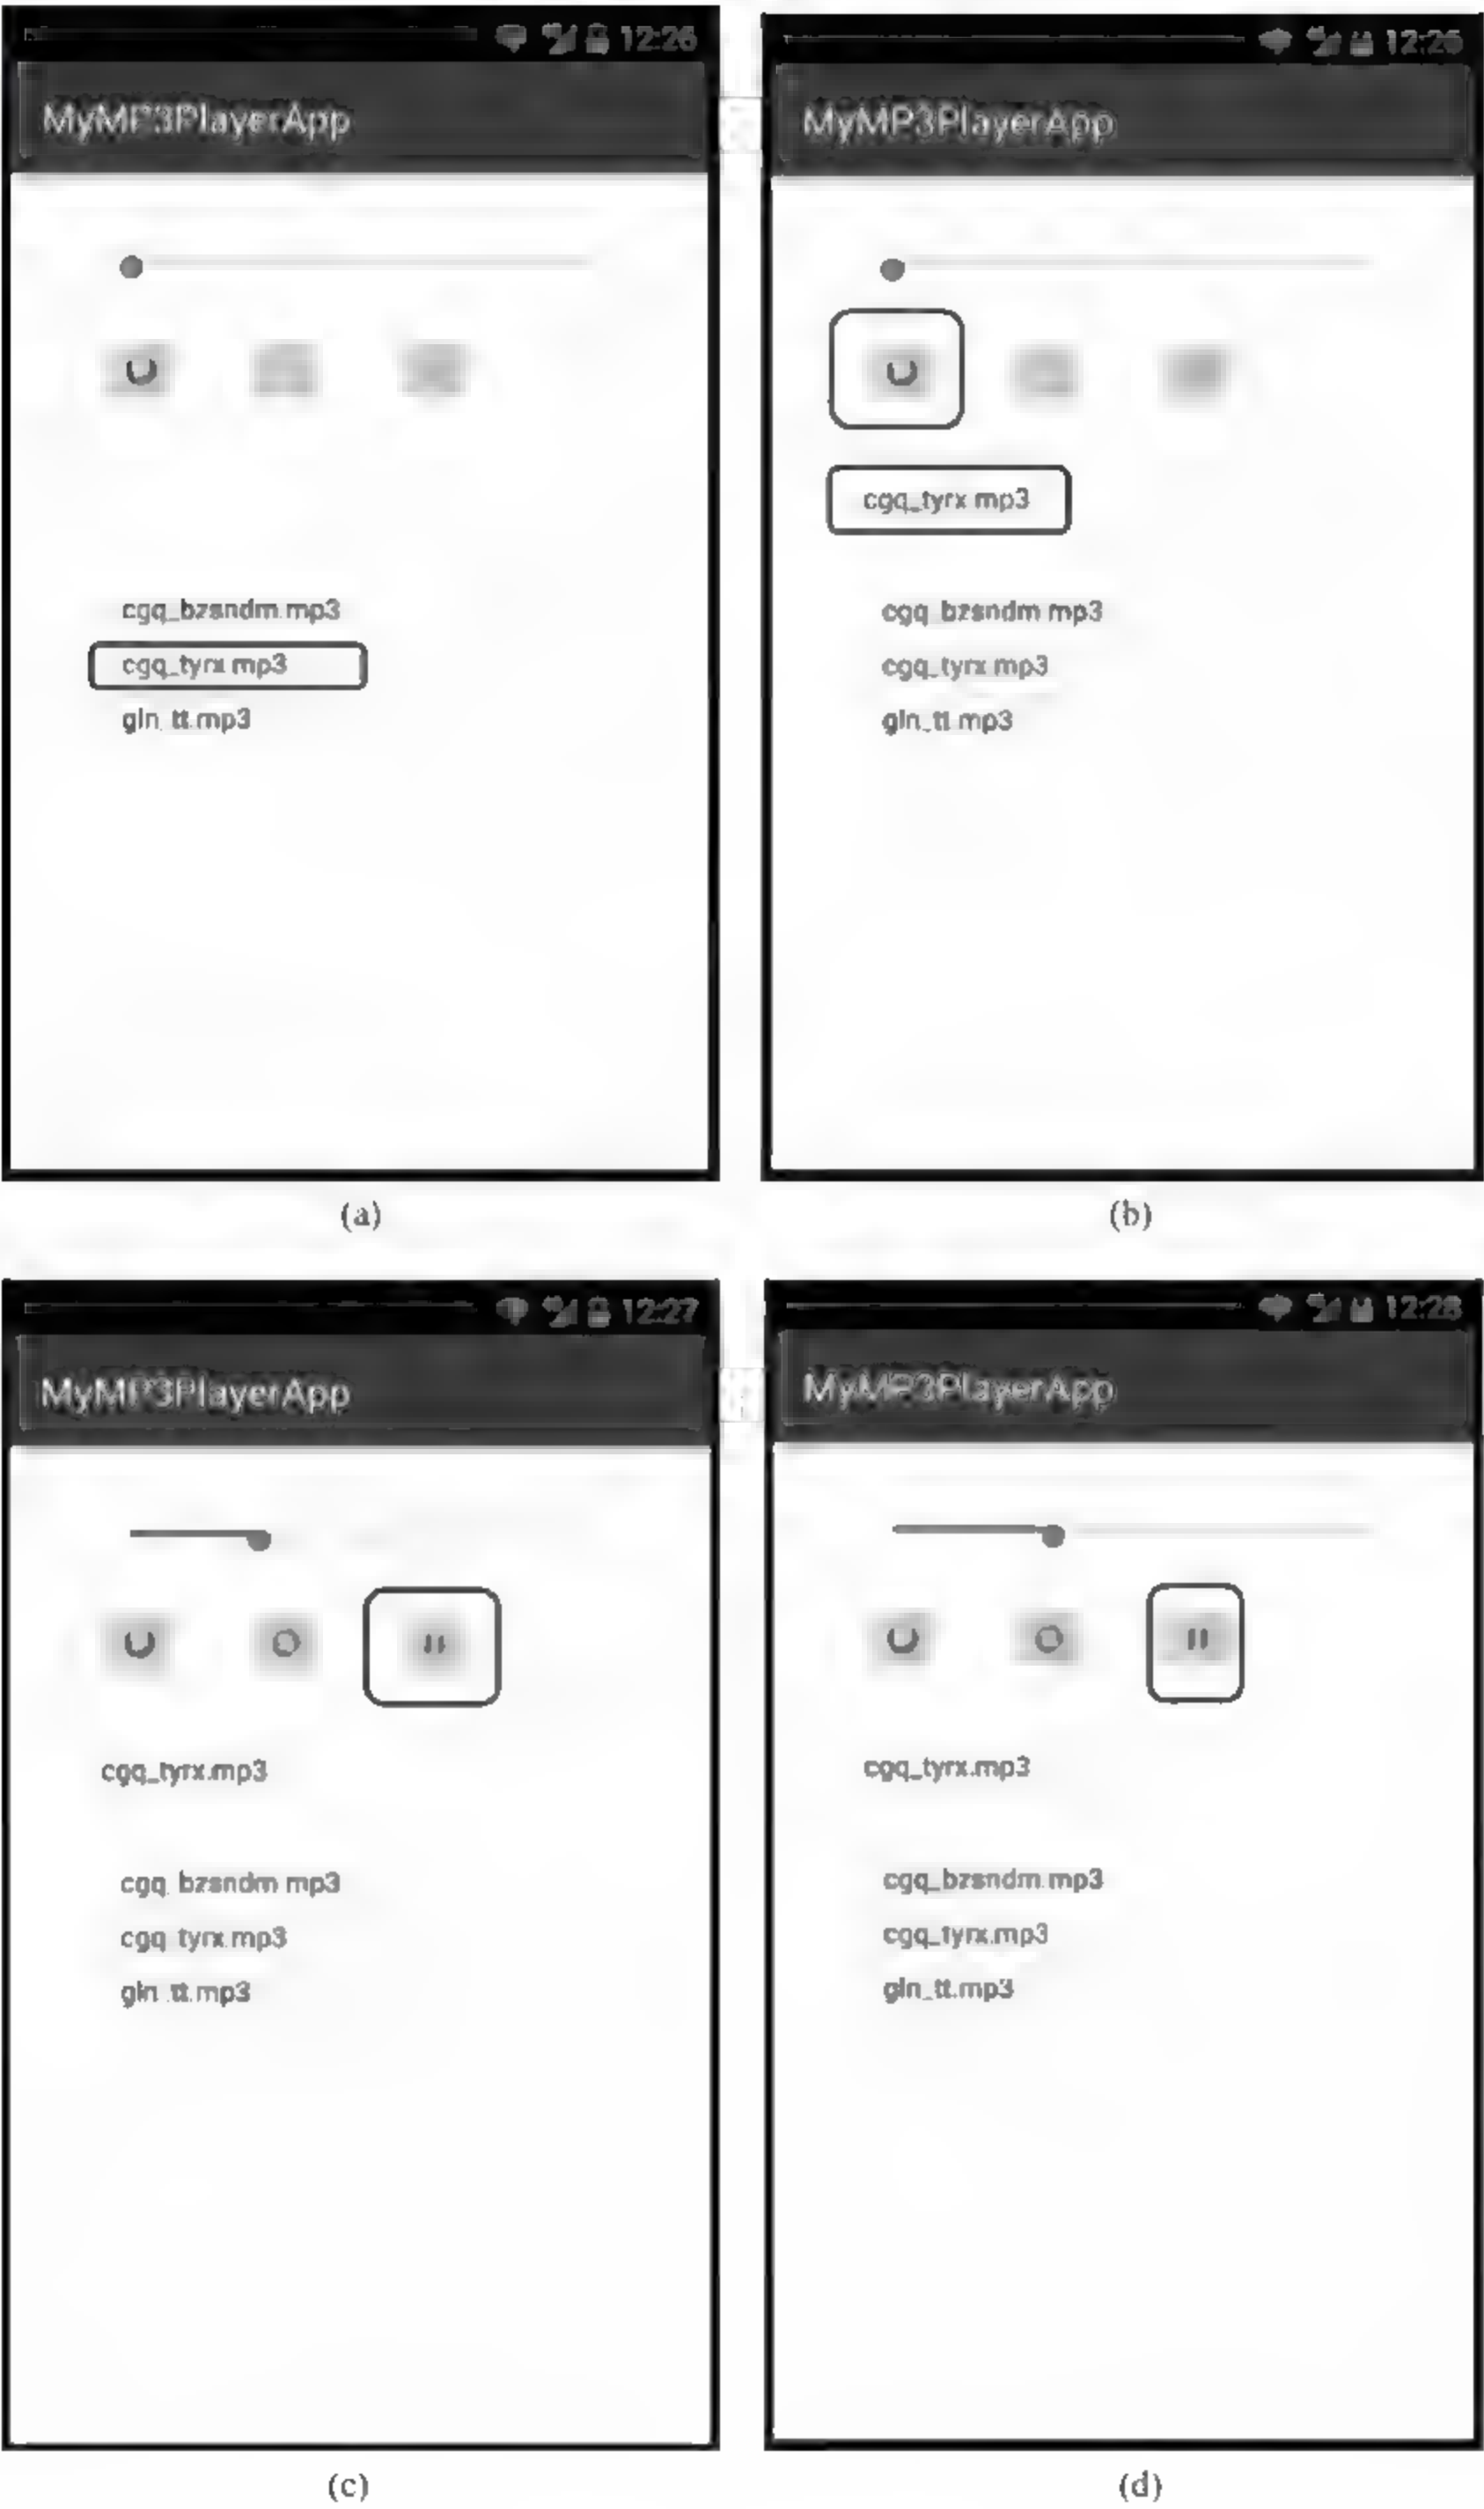 12:26
MyMP3PlayerApp
cgq_bzsndm.mp3
cgq_tyrx.mp3
gln_tt.mp3
(a)
12:26
MyMP3PlayerApp
cgq_tyrx.mp3
cgq_bzsndm.mp3
cgq_tyrx.mp3
gln_tt.mp3
(b)
12:27
MyMP3PlayerApp
cgq_tyrx.mp3
cgq_bzsndm.mp3
cgq_tyrx.mp3
gln_tt.mp3
(c)
12:28
MyMP3PlayerApp
cgq_tyrx.mp3
cgq_bzsndm.mp3
cgq_tyrx.mp3
gln_tt.mp3
(d)